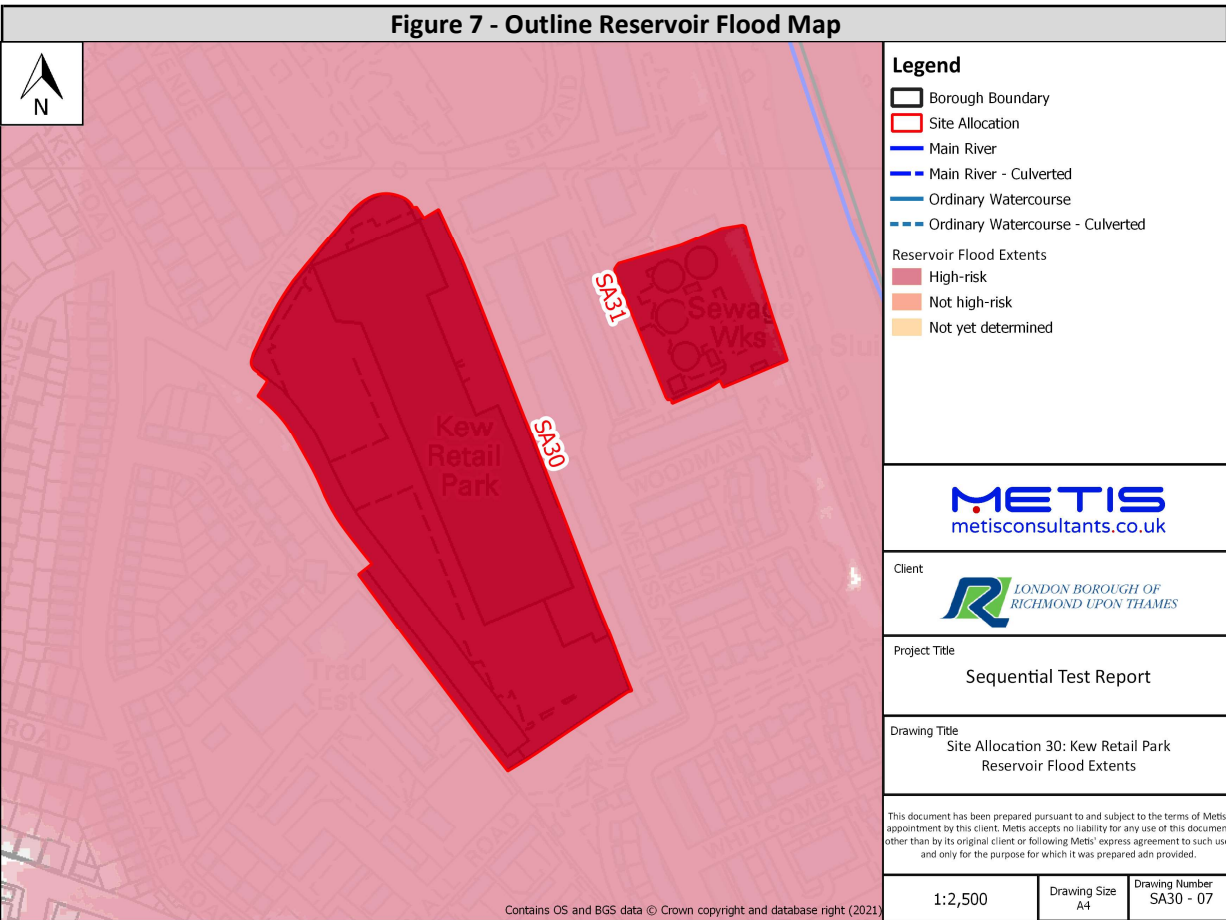 Figure 7 - Outline Reservoir Flood Map
N
STRAND
ROAD
SA31
Sewage
Wks
SA30
Kew
Retail
Park
Trad
Est
ROAD
Legend
Borough Boundary
Site Allocation
Main River
Main River - Culverted
Ordinary Watercourse
Ordinary Watercourse - Culverted
Reservoir Flood Extents
High-risk
Not high-risk
Not yet determined
METIS
metisconsultants.co.uk
Client
LONDON BOROUGH OF
RICHMOND UPON THAMES
Project Title
Sequential Test Report
Drawing Title
Site Allocation 30: Kew Retail Park
Reservoir Flood Extents
This document has been prepared pursuant to and subject to the terms of Metis
appointment by this client. Metis accepts no liability for any use of this documen
other than by its original client or following Metis' express agreement to such use
and only for the purpose for which it was prepared adn provided.
1:2,500
Drawing Size
A4
Drawing Number
SA30 - 07
Contains OS and BGS data © Crown copyright and database right (2021)